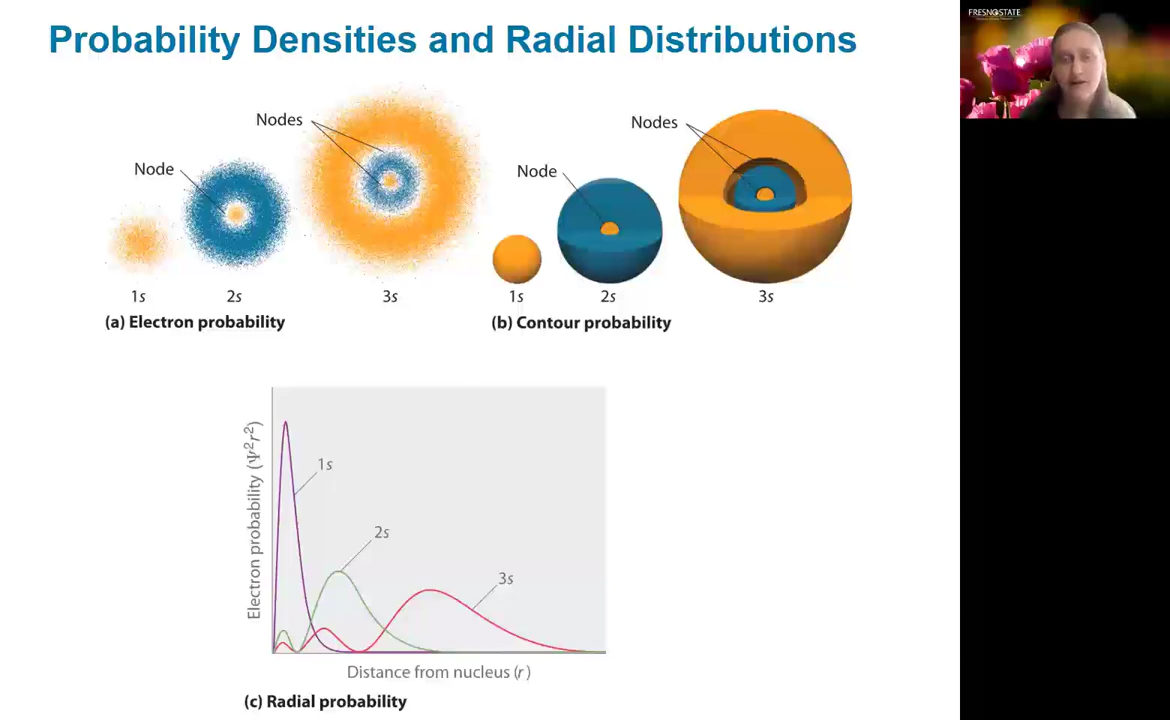 Probability Densities and Radial Distributions
FRESNO STATE
Nodes
Node
1s
2s
3s
(a) Electron probability
Nodes
Node
1s
2s
3s
(b) Contour probability
Electron probability (Ψ²r²)
1s
2s
3s
Distance from nucleus (r)
(c) Radial probability